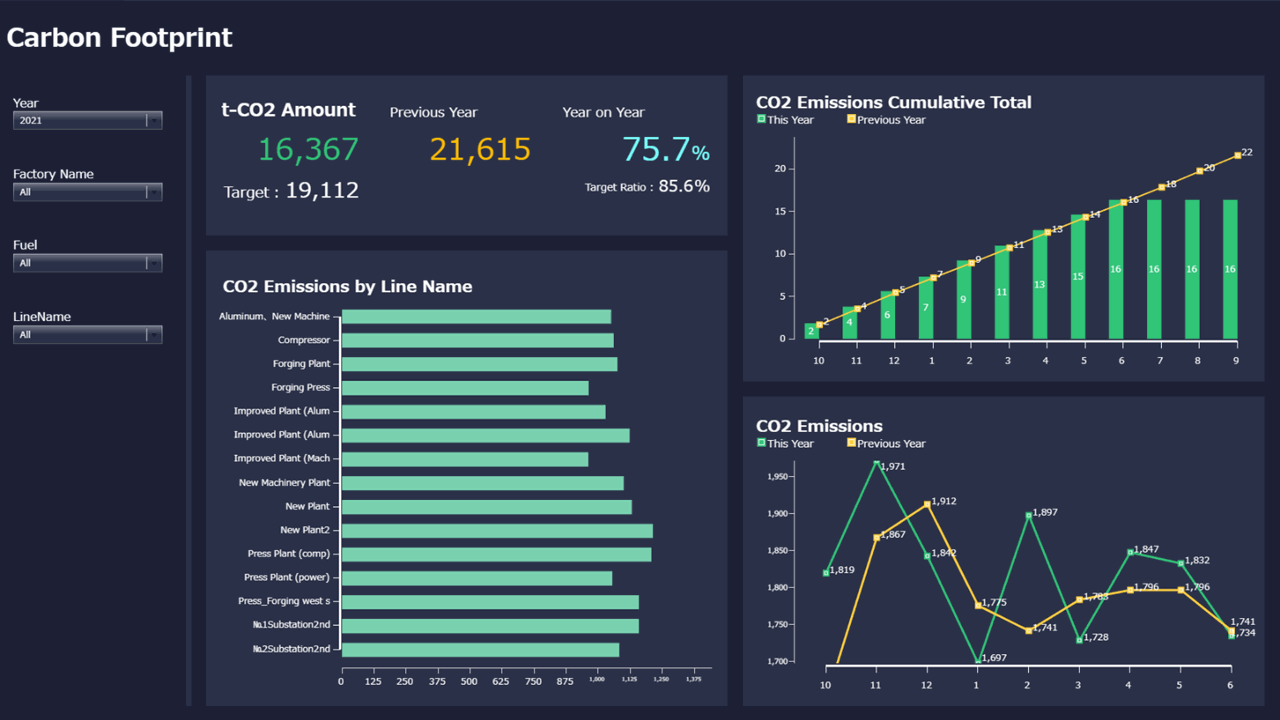 Carbon Footprint
Year
2021
Factory Name
All
Fuel
All
LineName
All
t-CO2 Amount
16,367
Target : 19,112
Previous Year
21,615
Year on Year
75.7%
Target Ratio : 85.6%
CO2 Emissions by Line Name
Aluminum、New Machine
Compressor
Forging Plant
Forging Press
Improved Plant (Alum
Improved Plant (Alum
Improved Plant (Mach
New Machinery Plant
New Plant
New Plant2
Press Plant (comp)
Press Plant (power)
Press_Forging west s
№1Substation2nd
№2Substation2nd
0 125 250 375 500 625 750 875 1,000 1,125 1,250 1,375
CO2 Emissions Cumulative Total
This Year Previous Year
20
15
10
5
0
2 4 5 7 9 11 13 14 16 18 20 22
2 4 6 7 9 11 13 15 16 16 16 16
10 11 12 1 2 3 4 5 6 7 8 9
CO2 Emissions
This Year Previous Year
1,950
1,900
1,850
1,800
1,750
1,700
1,819 1,971 1,842 1,697 1,897 1,728 1,847 1,832 1,734
1,867 1,912 1,775 1,741 1,783 1,796 1,796 1,741
10 11 12 1 2 3 4 5 6